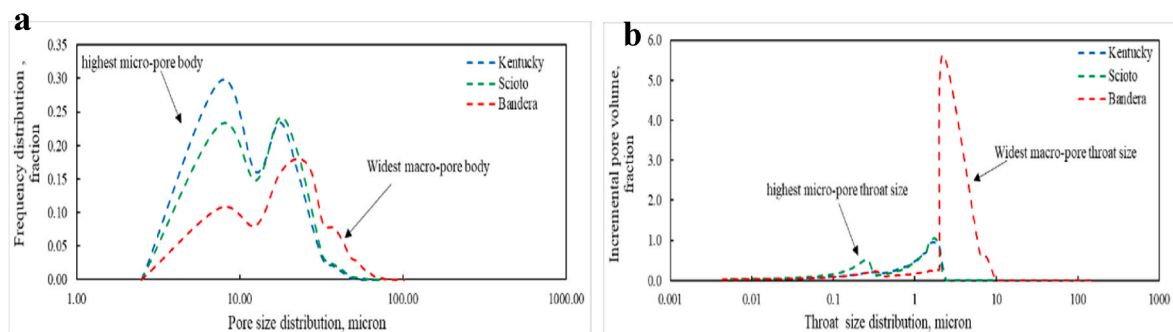 a
Frequency distribution ,
fraction
0.35
0.30
0.25
0.20
0.15
0.10
0.05
0.00
highest micro-pore body
Kentucky
Scioto
Bandera
Widest macro-pore body
1.00
10.00
100.00
1000.00
Pore size distribution, micron
b
Incremental pore volume,
fraction
6.0
5.0
4.0
3.0
2.0
1.0
0.0
Kentucky
Scioto
Bandera
Widest macro-pore throat size
highest micro-pore throat size
0.001
0.01
0.1
1
10
100
1000
Throat size distribution, micron